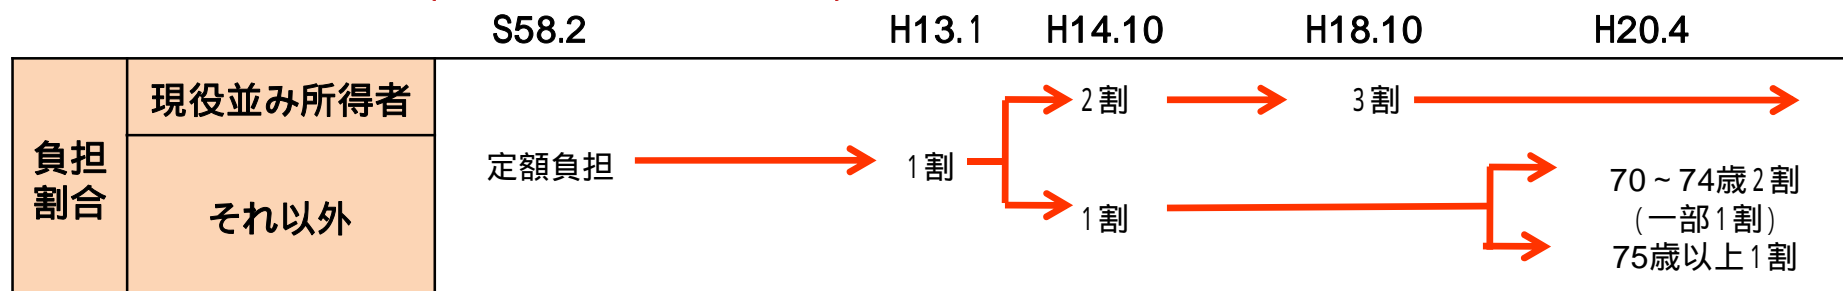 S58.2 H13.1 H14.10 H18.10 H20.4
負担
割合
現役並み所得者
それ以外
定額負担
1割
2割
3割
1割
70～74歳2割
(一部1割)
75歳以上1割